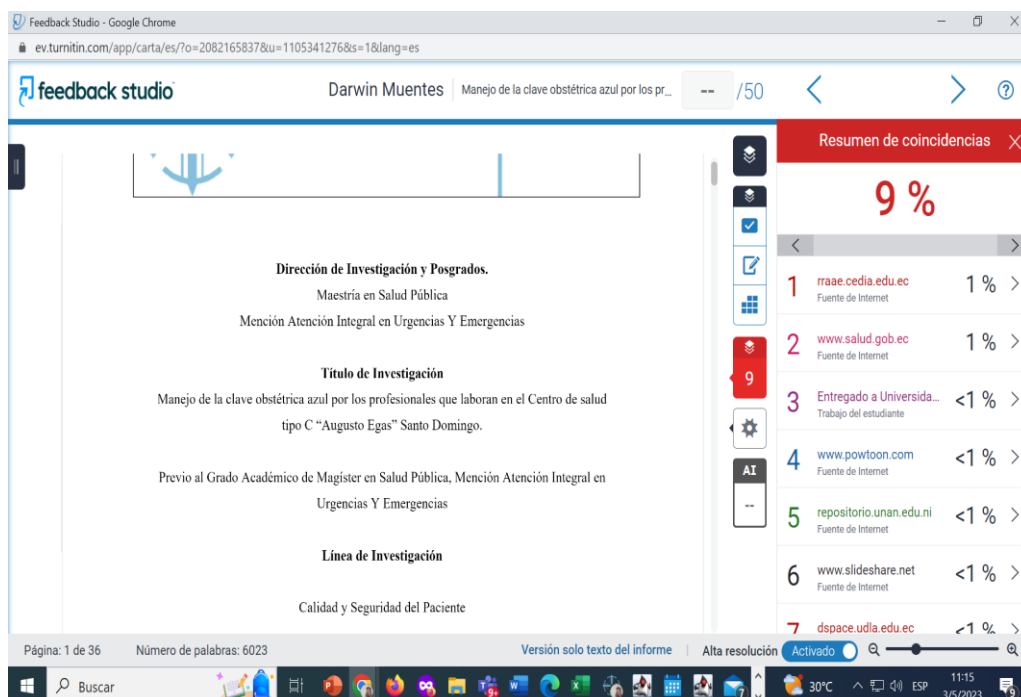 Feedback Studio - Google Chrome
ev.turnitin.com/app/carta/es/?o=2082165837&u=1105341276&s=1&lang=es
feedback studio
Darwin Muentes
Manejo de la clave obstétrica azul por los pr...
-- /50
Resumen de coincidencias
9 %
Dirección de Investigación y Posgrados.
Maestría en Salud Pública
Mención Atención Integral en Urgencias Y Emergencias
Título de Investigación
Manejo de la clave obstétrica azul por los profesionales que laboran en el Centro de salud
tipo C “Augusto Egas” Santo Domingo.
Previo al Grado Académico de Magíster en Salud Pública, Mención Atención Integral en
Urgencias Y Emergencias
Línea de Investigación
Calidad y Seguridad del Paciente
9
AI
--
1 rraae.cedia.edu.ec 1 %
Fuente de Internet
2 www.salud.gob.ec 1 %
Fuente de Internet
3 Entregado a Universida... <1 %
Trabajo del estudiante
4 www.powtoon.com <1 %
Fuente de Internet
5 repositorio.unan.edu.ni <1 %
Fuente de Internet
6 www.slideshare.net <1 %
Fuente de Internet
7 dspace.udla.edu.ec <1 %
Página: 1 de 36
Número de palabras: 6023
Versión solo texto del informe
Alta resolución
Activado
Buscar
30°C
ESP
11:15
3/5/2023